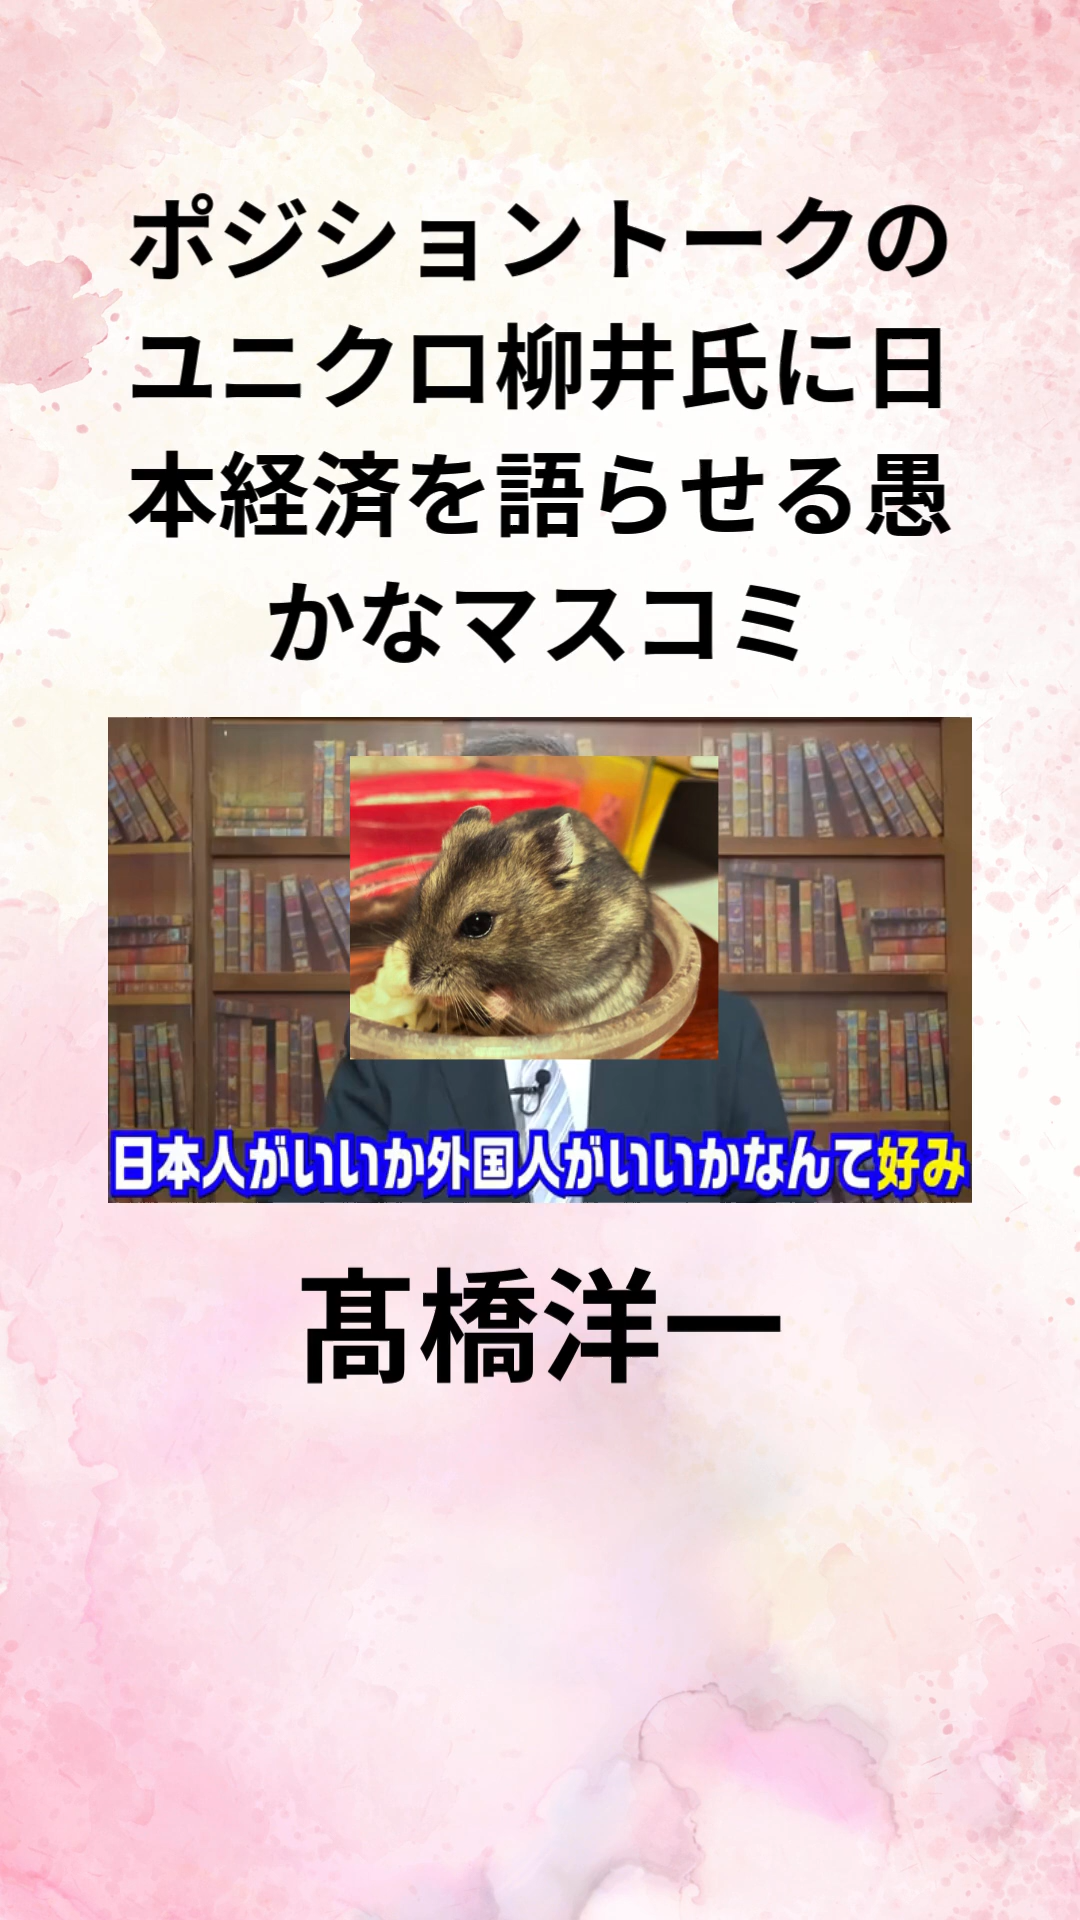 ポジショントークの
ユニクロ柳井氏に日
本経済を語らせる愚
かなマスコミ
日本人がいいか外国人がいいかなんて好み
髙橋洋一